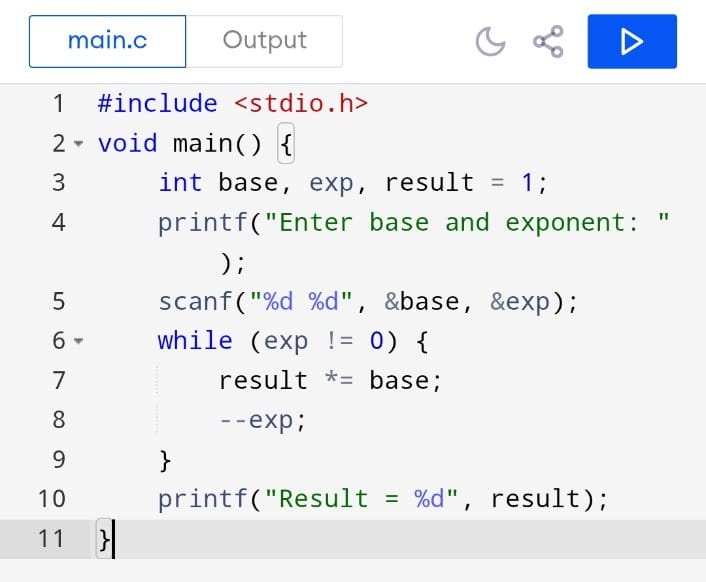 main.c Output
1 #include <stdio.h>
2 void main() {
3     int base, exp, result = 1;
4     printf("Enter base and exponent: "
        );
5     scanf("%d %d", &base, &exp);
6     while (exp != 0) {
7         result *= base;
8         --exp;
9     }
10     printf("Result = %d", result);
11 }